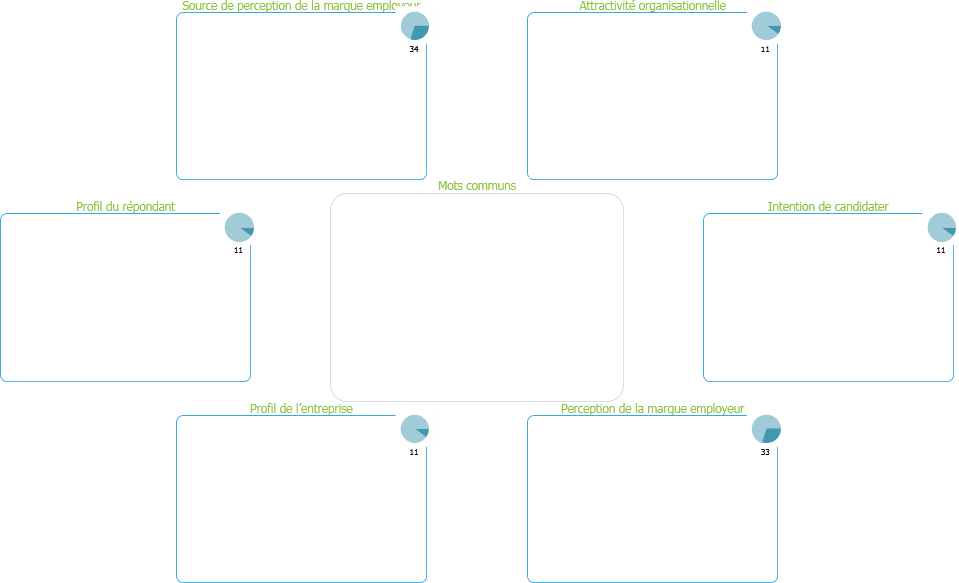 Source de perception de la marque employeur
34
Attractivité organisationnelle
11
Mots communs
Profil du répondant
11
Intention de candidater
11
Profil de l’entreprise
11
Perception de la marque employeur
33